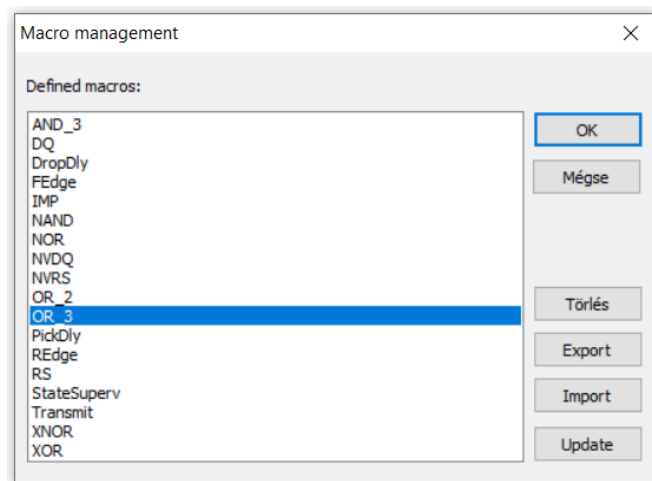 Macro management
Defined macros:
AND_3
DQ
DropDly
FEdge
IMP
NAND
NOR
NVDQ
NVRS
OR_2
OR_3
PickDly
REdge
RS
StateSuperv
Transmit
XNOR
XOR
OK
Mégse
Törlés
Export
Import
Update